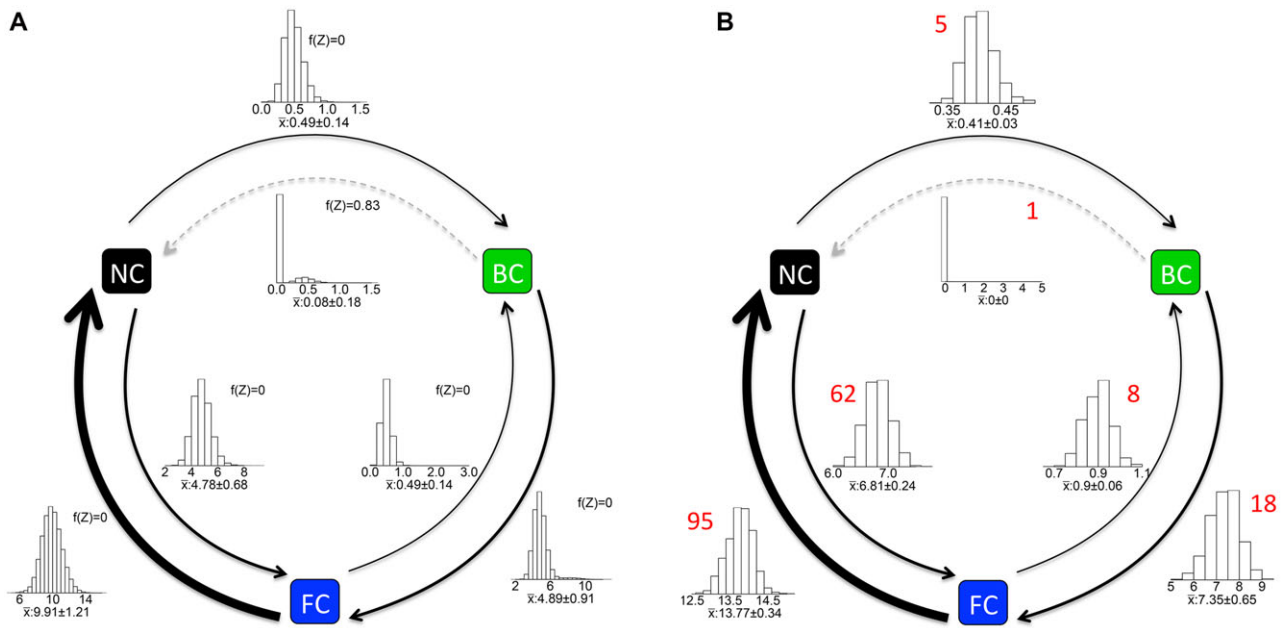 A
f(Z)=0
0.0 0.5 1.0 1.5
x̄:0.49±0.14
f(Z)=0.83
0.0 0.5 1.0 1.5
x̄:0.08±0.18
NC
BC
f(Z)=0
2 4 6 8
x̄:4.78±0.68
f(Z)=0
0.0 1.0 2.0 3.0
x̄:0.49±0.14
f(Z)=0
6 10 14
x̄:9.91±1.21
f(Z)=0
2 6 10
x̄:4.89±0.91
FC
B
5
0.35 0.45
x̄:0.41±0.03
1
0 1 2 3 4 5
x̄:0±0
NC
BC
62
6.0 7.0
x̄:6.81±0.24
8
0.7 0.9 1.1
x̄:0.9±0.06
95
12.5 13.5 14.5
x̄:13.77±0.34
18
5 6 7 8 9
x̄:7.35±0.65
FC